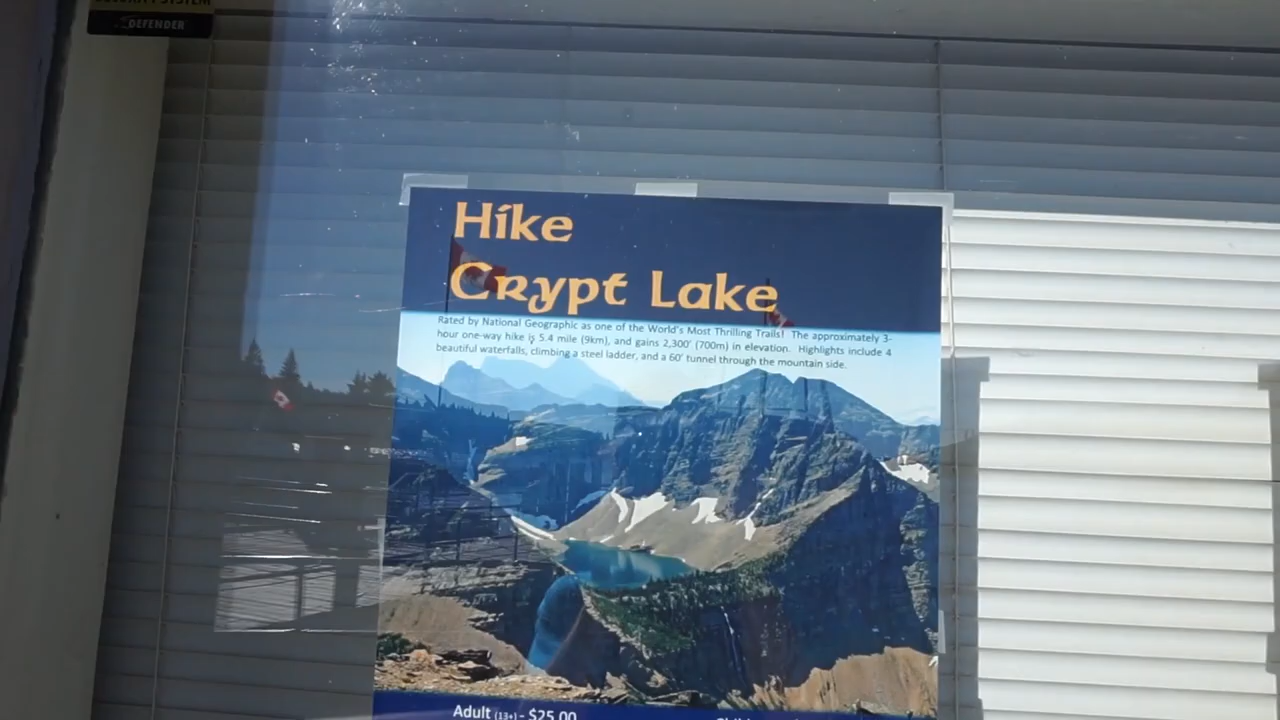 DEFENDER
Hike
Crypt Lake
Rated by National Geographic as one of the World's Most Thrilling Trails! The approximately 3-
hour one-way hike is 5.4 mile (9km), and gains 2,300' (700m) in elevation. Highlights include 4
beautiful waterfalls, climbing a steel ladder, and a 60' tunnel through the mountain side.
Adult (13+) - $25.00